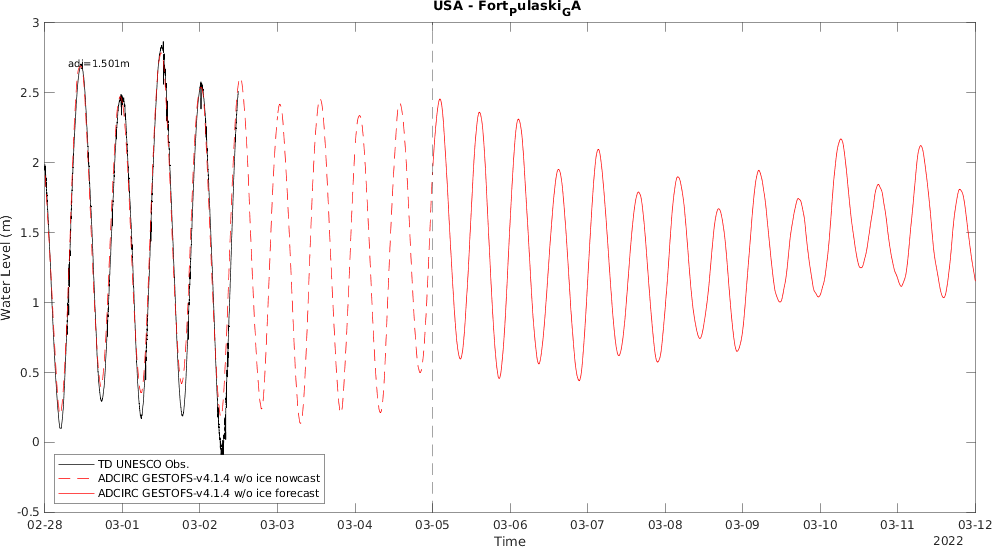 USA - Fort_Pulaski_GA
3
2.5
2
1.5
1
0.5
0
-0.5
Water Level (m)
adj=1.501m
TD UNESCO Obs.
ADCIRC GESTOFS-v4.1.4 w/o ice nowcast
ADCIRC GESTOFS-v4.1.4 w/o ice forecast
02-28 03-01 03-02 03-03 03-04 03-05 03-06 03-07 03-08 03-09 03-10 03-11 03-12
Time
2022